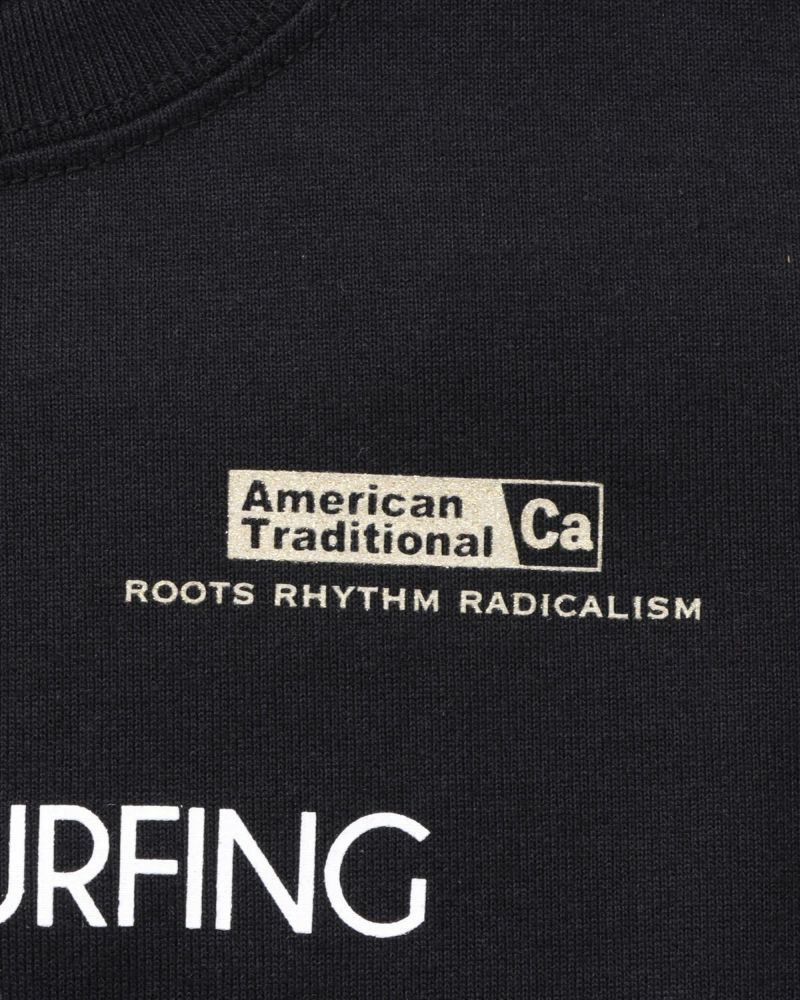 American
Traditional
Ca
ROOTS RHYTHM RADICALISM
URFING